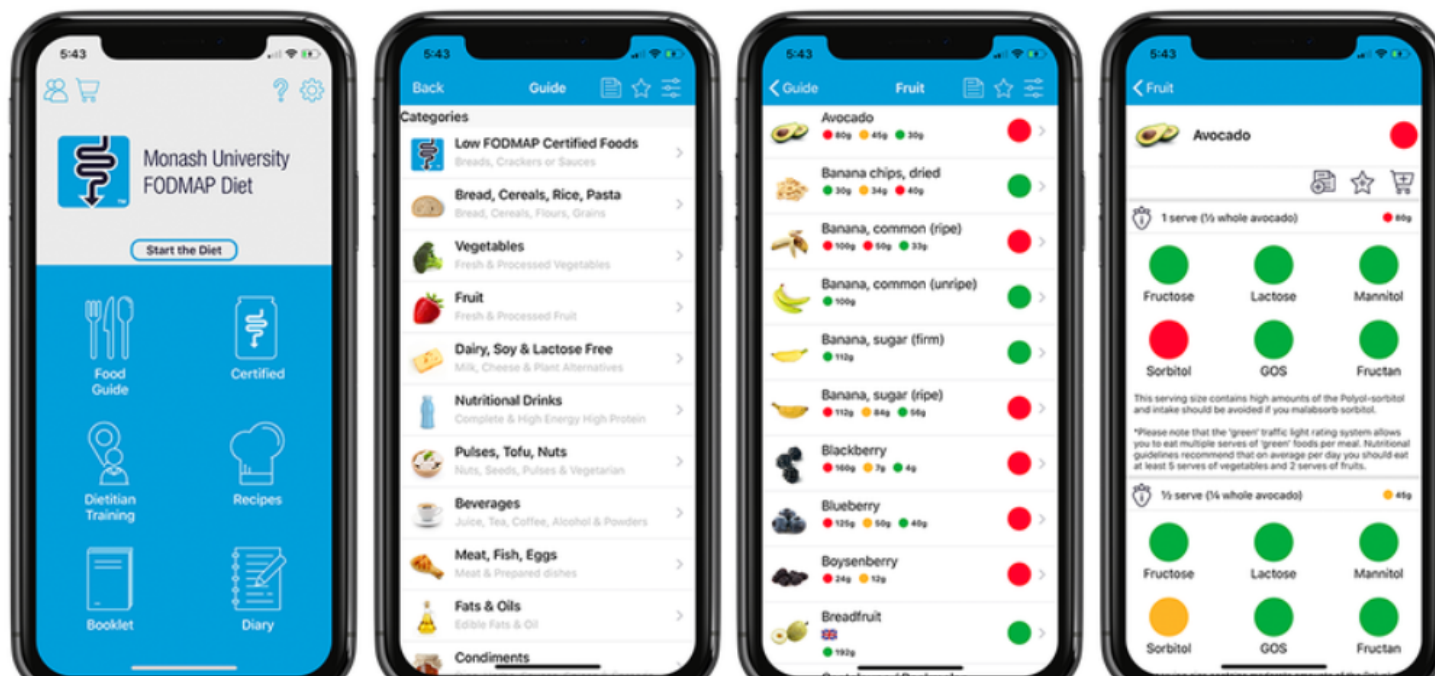 5:43
Monash University
FODMAP Diet
TM
Start the Diet
Food
Guide
Certified
Dietitian
Training
Recipes
Booklet
Diary
5:43
Back
Guide
Categories
Low FODMAP Certified Foods
Breads, Crackers or Sauces
Bread, Cereals, Rice, Pasta
Bread, Cereals, Flours, Grains
Vegetables
Fresh & Processed Vegetables
Fruit
Fresh & Processed Fruit
Dairy, Soy & Lactose Free
Milk, Cheese & Plant Alternatives
Nutritional Drinks
Complete & High Energy High Protein
Pulses, Tofu, Nuts
Nuts, Seeds, Pulses & Vegetarian
Beverages
Juice, Tea, Coffee, Alcohol & Powders
Meat, Fish, Eggs
Meat & Prepared dishes
Fats & Oils
Edible Fats & Oil
Condiments
5:43
Guide
Fruit
Avocado
80g 45g 30g
Banana chips, dried
30g 34g 40g
Banana, common (ripe)
100g 50g 33g
Banana, common (unripe)
100g
Banana, sugar (firm)
112g
Banana, sugar (ripe)
112g 84g 56g
Blackberry
160g 7g 4g
Blueberry
125g 50g 40g
Boysenberry
24g 12g
Breadfruit
192g
5:43
Fruit
Avocado
1 serve (½ whole avocado)
80g
Fructose
Lactose
Mannitol
Sorbitol
GOS
Fructan
This serving size contains high amounts of the Polyol-sorbitol
and intake should be avoided if you malabsorb sorbitol.
*Please note that the 'green' traffic light rating system allows
you to eat multiple serves of 'green' foods per meal. Nutritional
guidelines recommend that on average per day you should eat
at least 5 serves of vegetables and 2 serves of fruits.
½ serve (¼ whole avocado)
45g
Fructose
Lactose
Mannitol
Sorbitol
GOS
Fructan